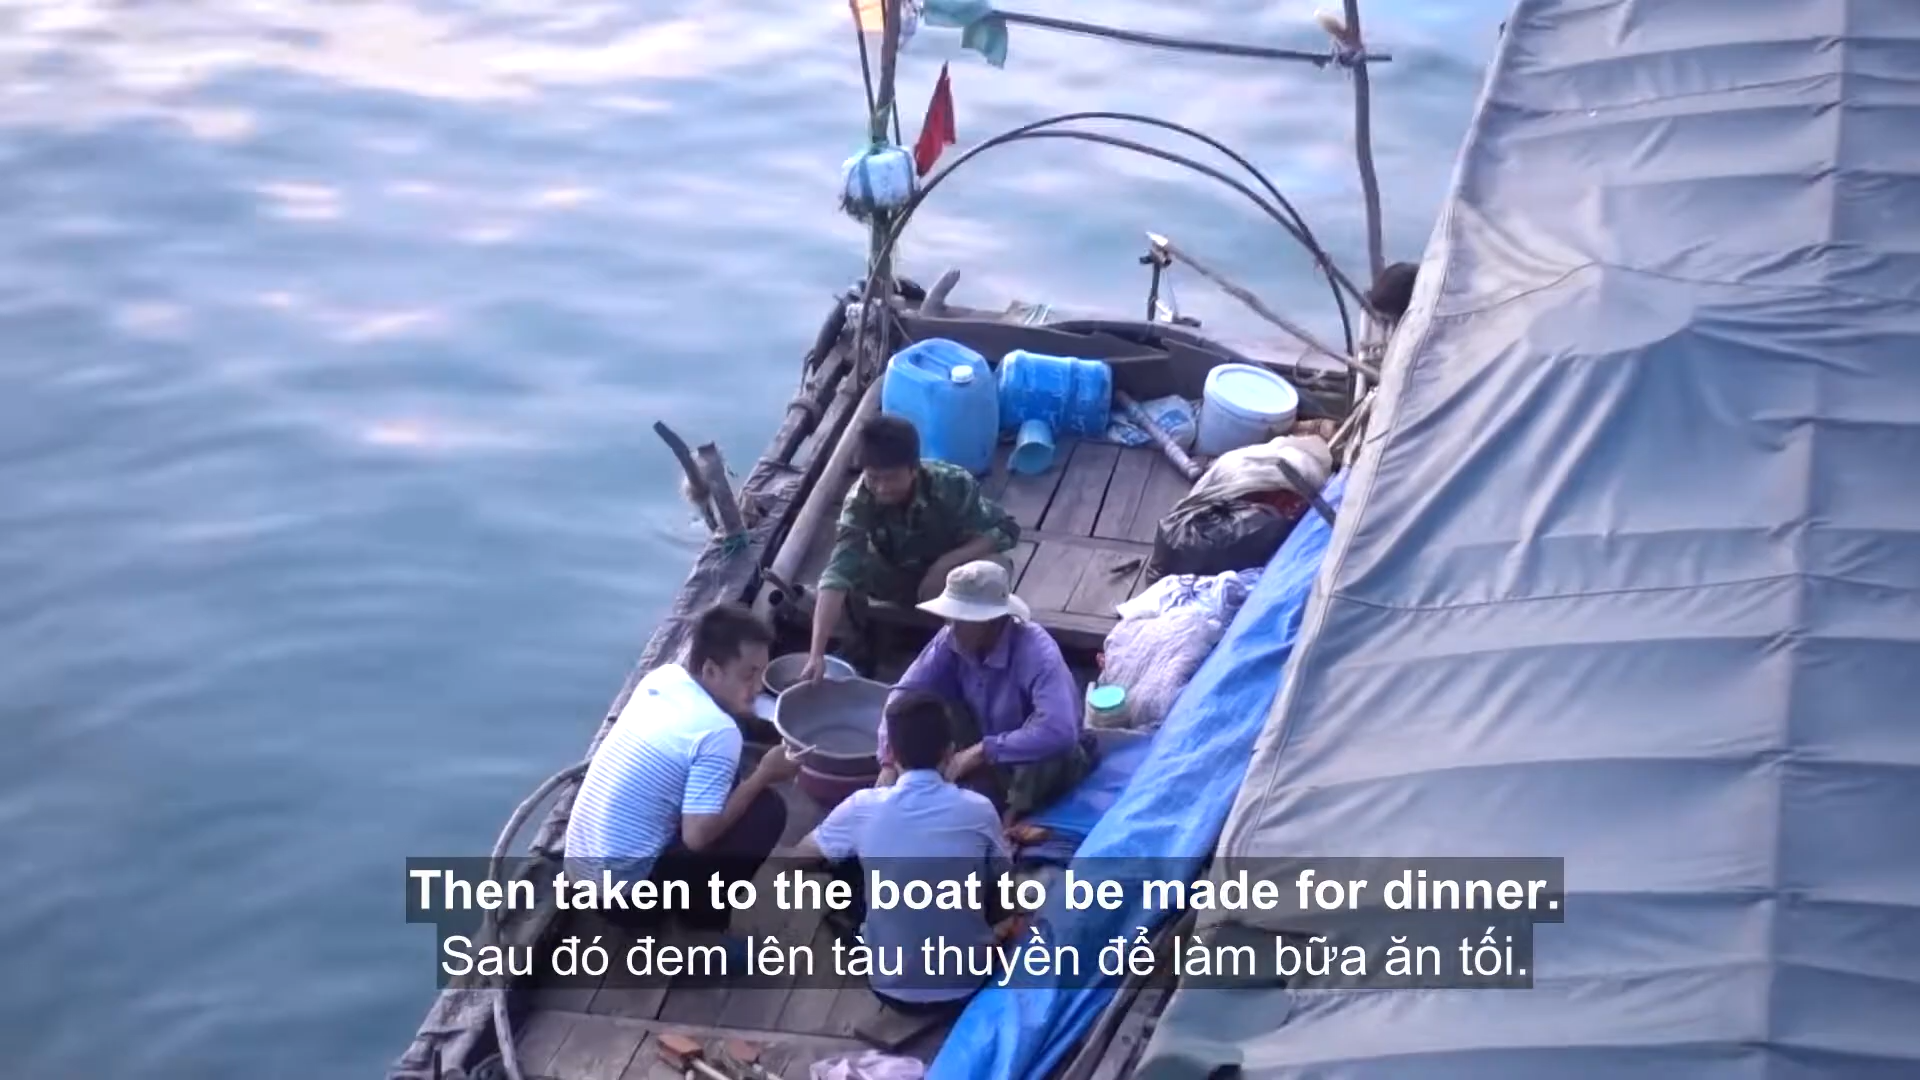 Then taken to the boat to be made for dinner.
Sau đó đem lên tàu thuyền để làm bữa ăn tối.